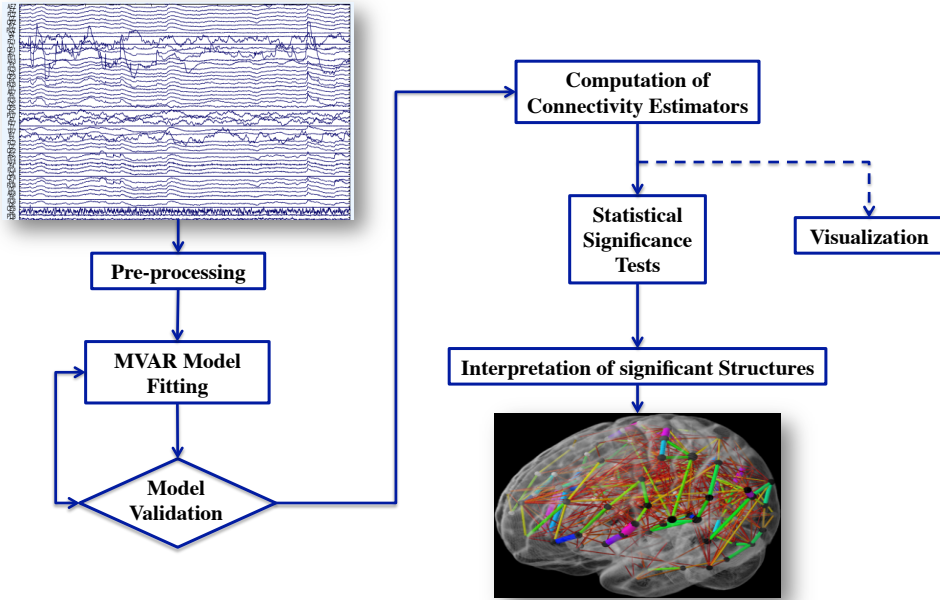 Pre-processing
MVAR Model
Fitting
Model
Validation
Computation of
Connectivity Estimators
Statistical
Significance
Tests
Visualization
Interpretation of significant Structures